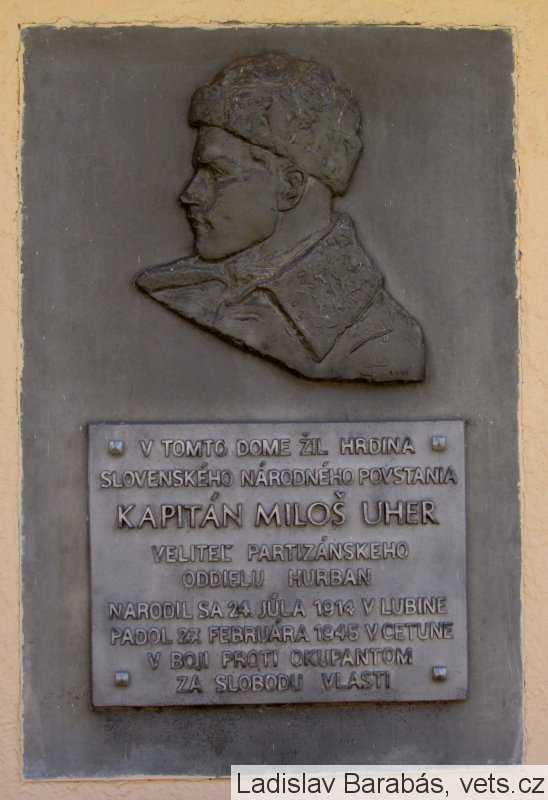 V TOMTO DOME ŽIL HRDINA
SLOVENSKÉHO NÁRODNÉHO POVSTANIA
KAPITÁN MILOŠ UHER
VELITEĽ PARTIZÁNSKEHO
ODDIELU HURBAN
NARODIL SA 24. JÚLA 1914 V LUBINE
PADOL 27. FEBRUÁRA 1945 V CETUNE
V BOJI PROTI OKUPANTOM
ZA SLOBODU VLASTI
Ladislav Barabás, vets.cz